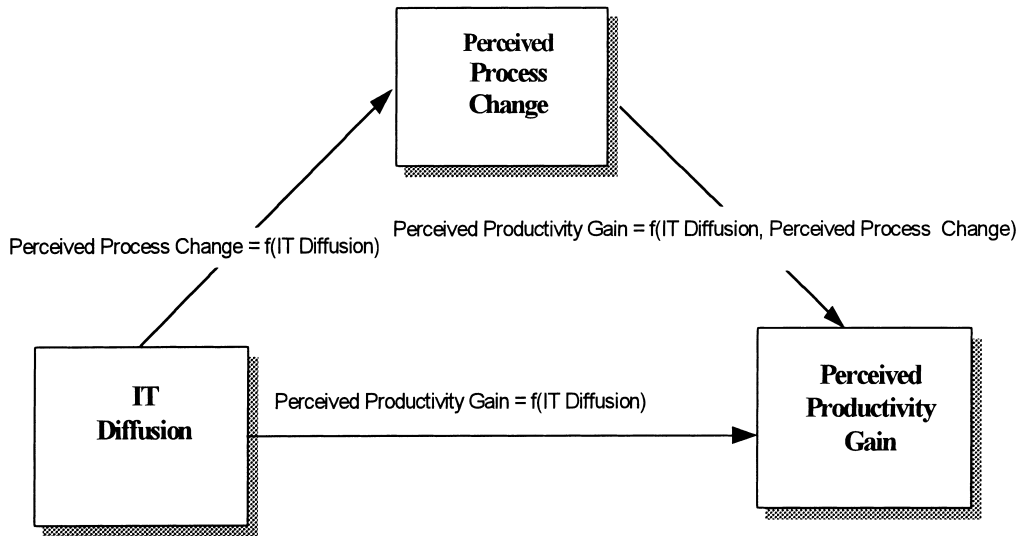 Perceived
Process
Change
Perceived Productivity Gain = f(IT Diffusion, Perceived Process Change)
Perceived Process Change = f(IT Diffusion)
IT
Diffusion
Perceived Productivity Gain = f(IT Diffusion)
Perceived
Productivity
Gain